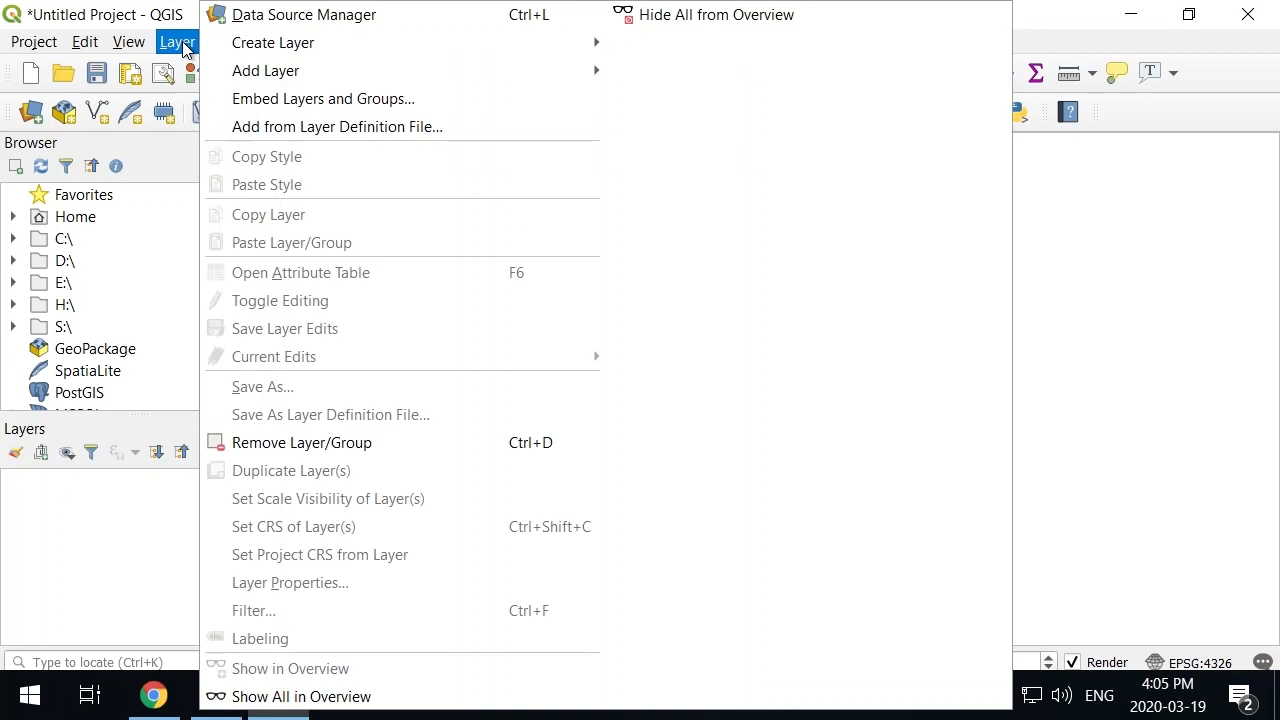 *Untitled Project - QGIS
Project Edit View Layer
Data Source Manager Ctrl+L
Create Layer
Add Layer
Embed Layers and Groups...
Add from Layer Definition File...
Copy Style
Paste Style
Copy Layer
Paste Layer/Group
Open Attribute Table F6
Toggle Editing
Save Layer Edits
Current Edits
Save As...
Save As Layer Definition File...
Remove Layer/Group Ctrl+D
Duplicate Layer(s)
Set Scale Visibility of Layer(s)
Set CRS of Layer(s) Ctrl+Shift+C
Set Project CRS from Layer
Layer Properties...
Filter... Ctrl+F
Labeling
Show in Overview
Show All in Overview
Hide All from Overview
Browser
Favorites
Home
C:\
D:\
E:\
H:\
S:\
GeoPackage
SpatiaLite
PostGIS
Layers
Type to locate (Ctrl+K)
Render
EPSG:4326
ENG
4:05 PM
2020-03-19
2